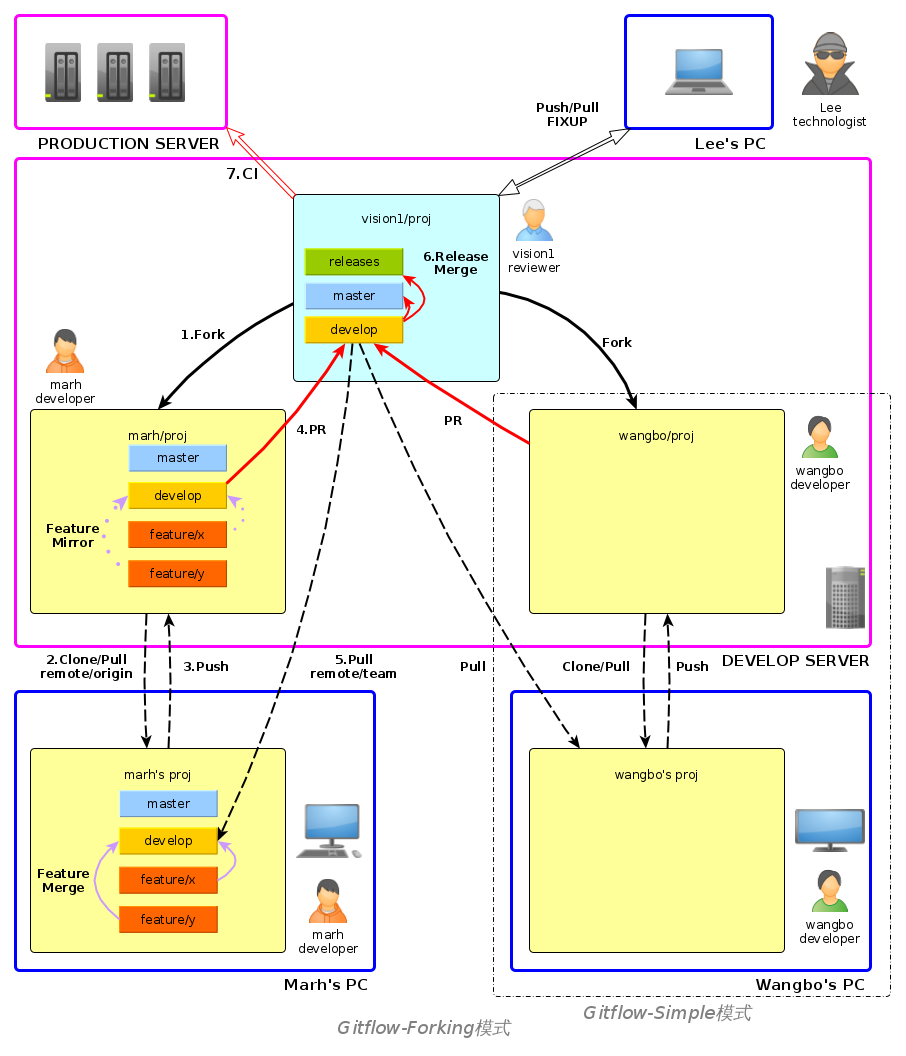 Lee
technologist
PRODUCTION SERVER
Lee's PC
Push/Pull
FIXUP
7.CI
vision1/proj
releases
master
develop
6.Release
Merge
vision1
reviewer
1.Fork
Fork
marh
developer
marh/proj
master
develop
feature/x
feature/y
Feature
Mirror
4.PR
PR
wangbo/proj
wangbo
developer
DEVELOP SERVER
2.Clone/Pull
remote/origin
3.Push
5.Pull
remote/team
Pull
Clone/Pull
Push
marh's proj
master
develop
feature/x
feature/y
Feature
Merge
marh
developer
Marh's PC
wangbo's proj
wangbo
developer
Wangbo's PC
Gitflow-Simple模式
Gitflow-Forking模式